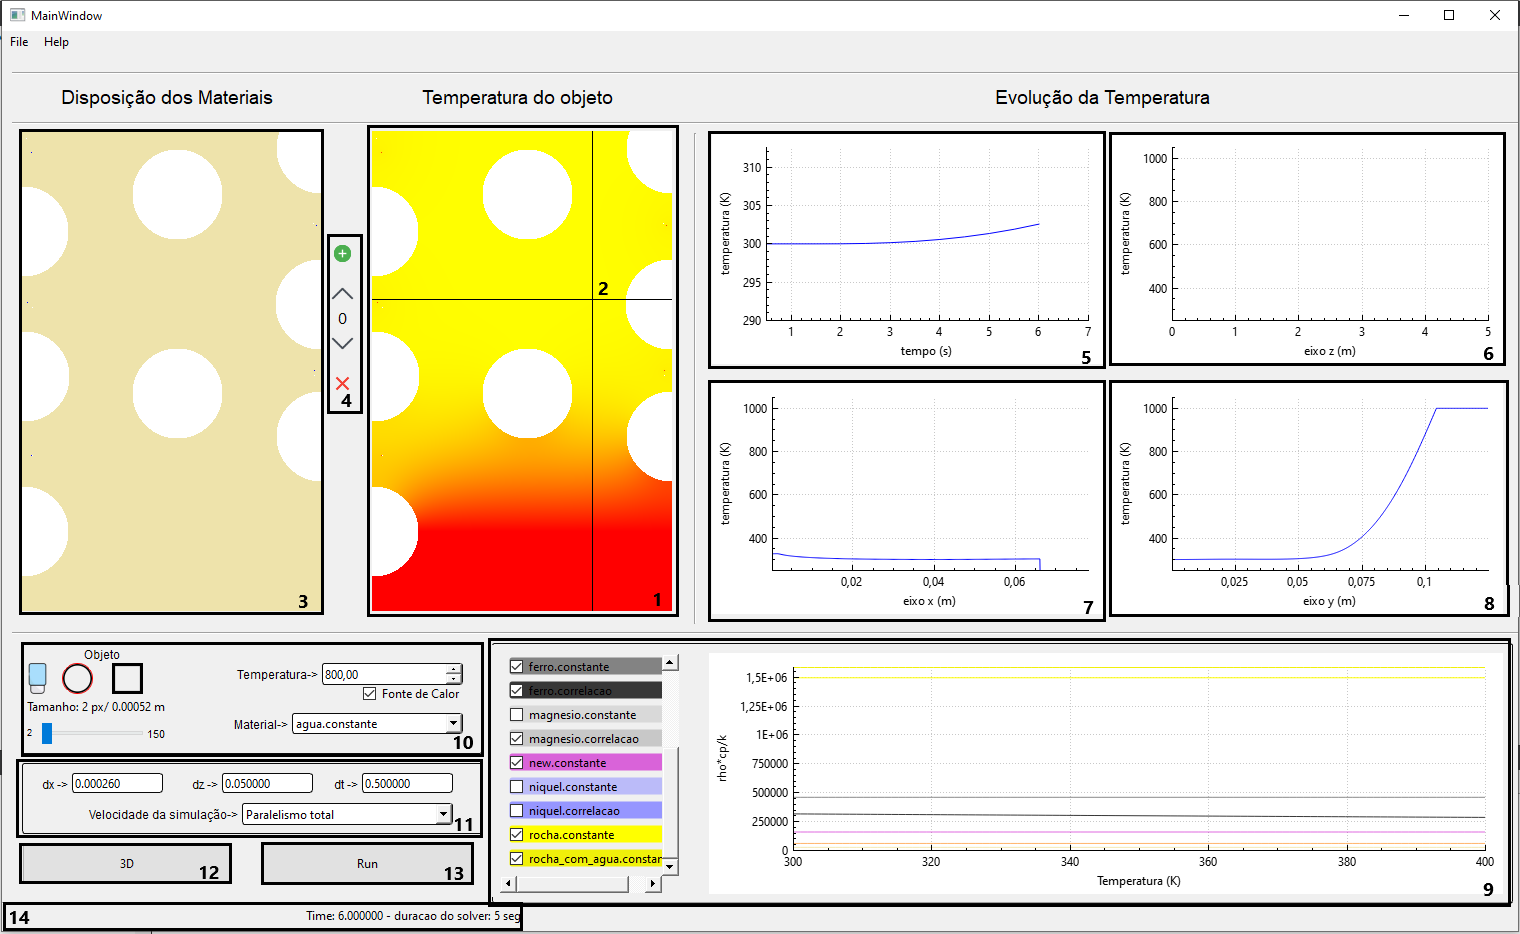 MainWindow
File Help
Disposição dos Materiais
Temperatura do objeto
Evolução da Temperatura
3
0
4
2
1
temperatura (K)
310
305
300
295
290
1 2 3 4 5 6 7
tempo (s)
5
temperatura (K)
1000
800
600
400
0 1 2 3 4 5
eixo z (m)
6
temperatura (K)
1000
800
600
400
0,02 0,04 0,06
eixo x (m)
7
temperatura (K)
1000
800
600
400
0,025 0,05 0,075 0,1
eixo y (m)
8
Objeto
Temperatura-> 800,00
Fonte de Calor
Tamanho: 2 px/ 0.00052 m
2 150
Material-> agua.constante
10
dx -> 0.000260 dz -> 0.050000 dt -> 0.500000
Velocidade da simulação-> Paralelismo total
11
3D
12
Run
13
ferro.constante
ferro.correlacao
magnesio.constante
magnesio.correlacao
new.constante
niquel.constante
niquel.correlacao
rocha.constante
rocha_com_agua.constar
rho*cp/k
1,5E+06
1,25E+06
1E+06
750000
500000
250000
0
300 320 340 360 380 400
Temperatura (K)
9
14
Time: 6.000000 - duracao do solver: 5 seg